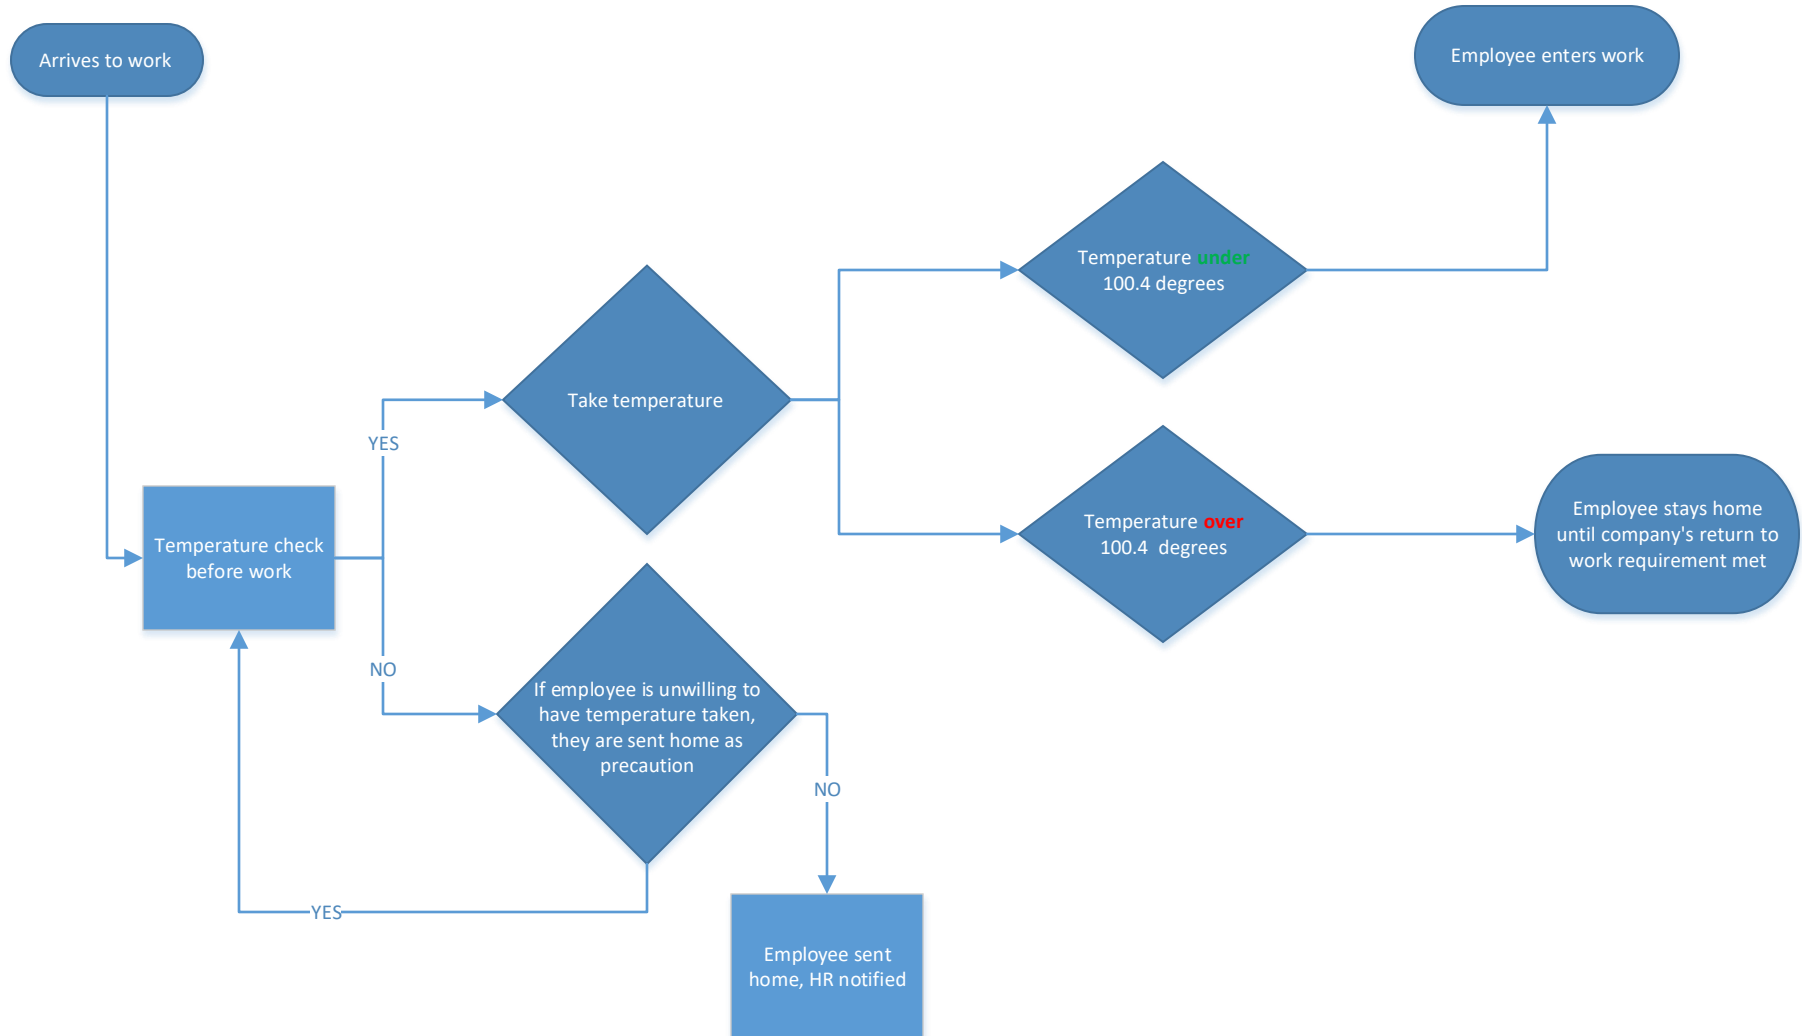 Arrives to work
Employee enters work
Temperature under
100.4 degrees
Take temperature
YES
Temperature over
100.4  degrees
Employee stays home
until company's return to
work requirement met
Temperature check
before work
NO
If employee is unwilling to
have temperature taken,
they are sent home as
precaution
NO
YES
Employee sent
home, HR notified